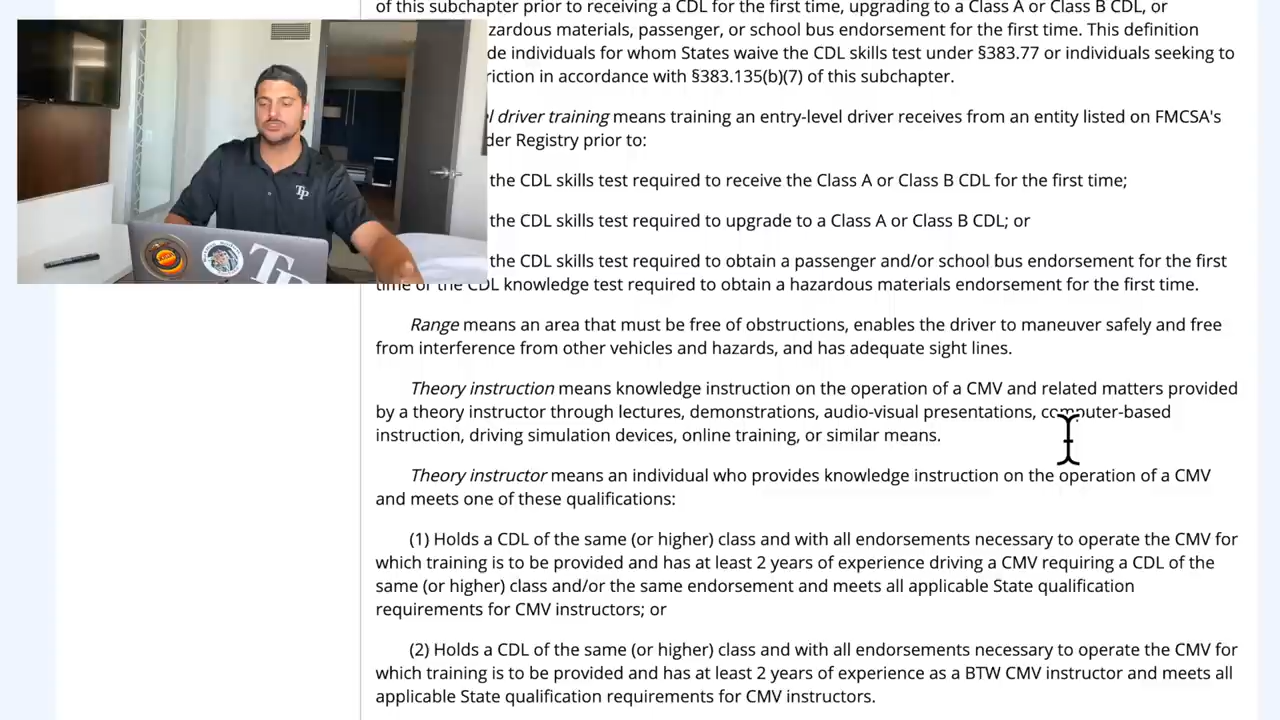 of this subchapter prior to receiving a CDL for the first time, upgrading to a Class A or Class B CDL, or
zardous materials, passenger, or school bus endorsement for the first time. This definition
de individuals for whom States waive the CDL skills test under §383.77 or individuals seeking to
riction in accordance with §383.135(b)(7) of this subchapter.
l driver training means training an entry-level driver receives from an entity listed on FMCSA's
der Registry prior to:
the CDL skills test required to receive the Class A or Class B CDL for the first time;
the CDL skills test required to upgrade to a Class A or Class B CDL; or
the CDL skills test required to obtain a passenger and/or school bus endorsement for the first
time or the CDL knowledge test required to obtain a hazardous materials endorsement for the first time.
Range means an area that must be free of obstructions, enables the driver to maneuver safely and free
from interference from other vehicles and hazards, and has adequate sight lines.
Theory instruction means knowledge instruction on the operation of a CMV and related matters provided
by a theory instructor through lectures, demonstrations, audio-visual presentations, computer-based
instruction, driving simulation devices, online training, or similar means.
Theory instructor means an individual who provides knowledge instruction on the operation of a CMV
and meets one of these qualifications:
(1) Holds a CDL of the same (or higher) class and with all endorsements necessary to operate the CMV for
which training is to be provided and has at least 2 years of experience driving a CMV requiring a CDL of the
same (or higher) class and/or the same endorsement and meets all applicable State qualification
requirements for CMV instructors; or
(2) Holds a CDL of the same (or higher) class and with all endorsements necessary to operate the CMV for
which training is to be provided and has at least 2 years of experience as a BTW CMV instructor and meets all
applicable State qualification requirements for CMV instructors.
TP
TP